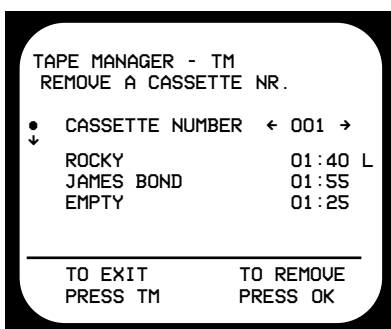 TAPE MANAGER - TM
REMOVE A CASSETTE NR.
CASSETTE NUMBER ← 001 →
ROCKY 01:40 L
JAMES BOND 01:55
EMPTY 01:25
TO EXIT TO REMOVE
PRESS TM PRESS OK